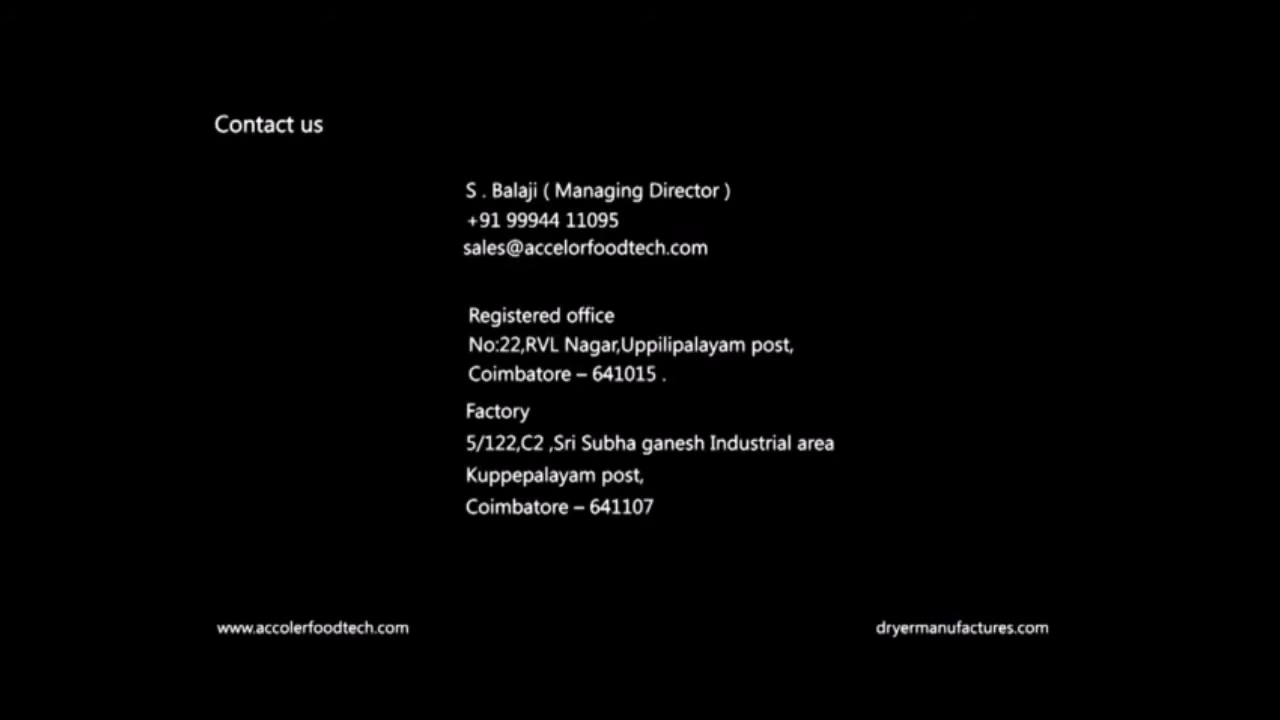 Contact us
S . Balaji ( Managing Director )
+91 99944 11095
sales@accelorfoodtech.com
Registered office
No:22,RVL Nagar,Uppilipalayam post,
Coimbatore – 641015 .
Factory
5/122,C2 ,Sri Subha ganesh Industrial area
Kuppepalayam post,
Coimbatore – 641107
www.accolerfoodtech.com
dryermanufactures.com